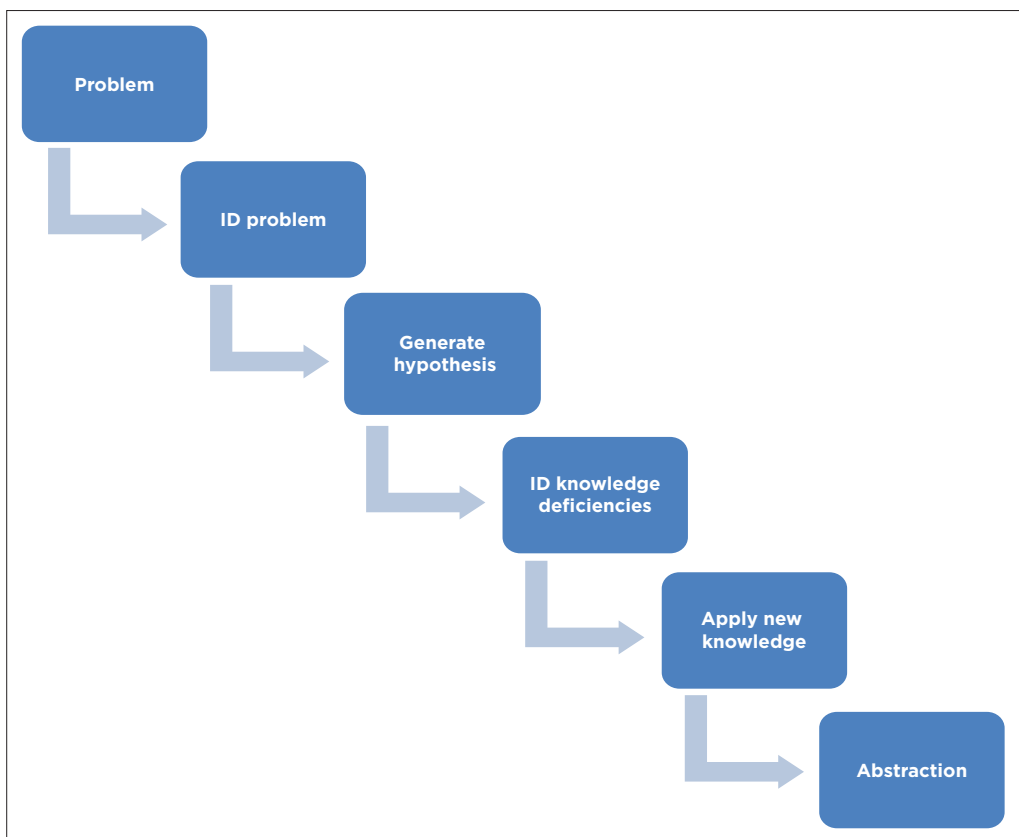 Problem
ID problem
Generate
hypothesis
ID knowledge
deficiencies
Apply new
knowledge
Abstraction